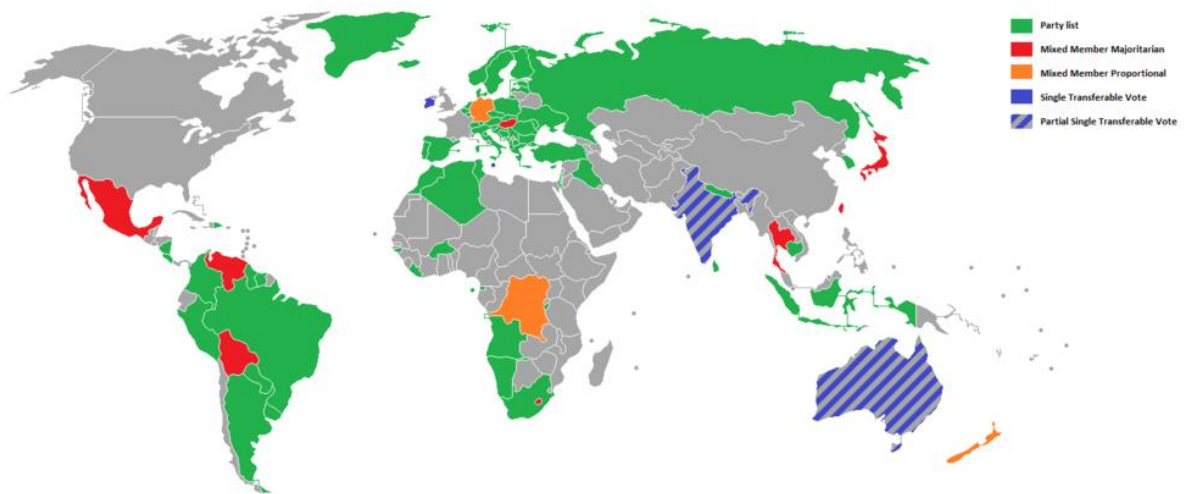 Party list
Mixed Member Majoritarian
Mixed Member Proportional
Single Transferable Vote
Partial Single Transferable Vote